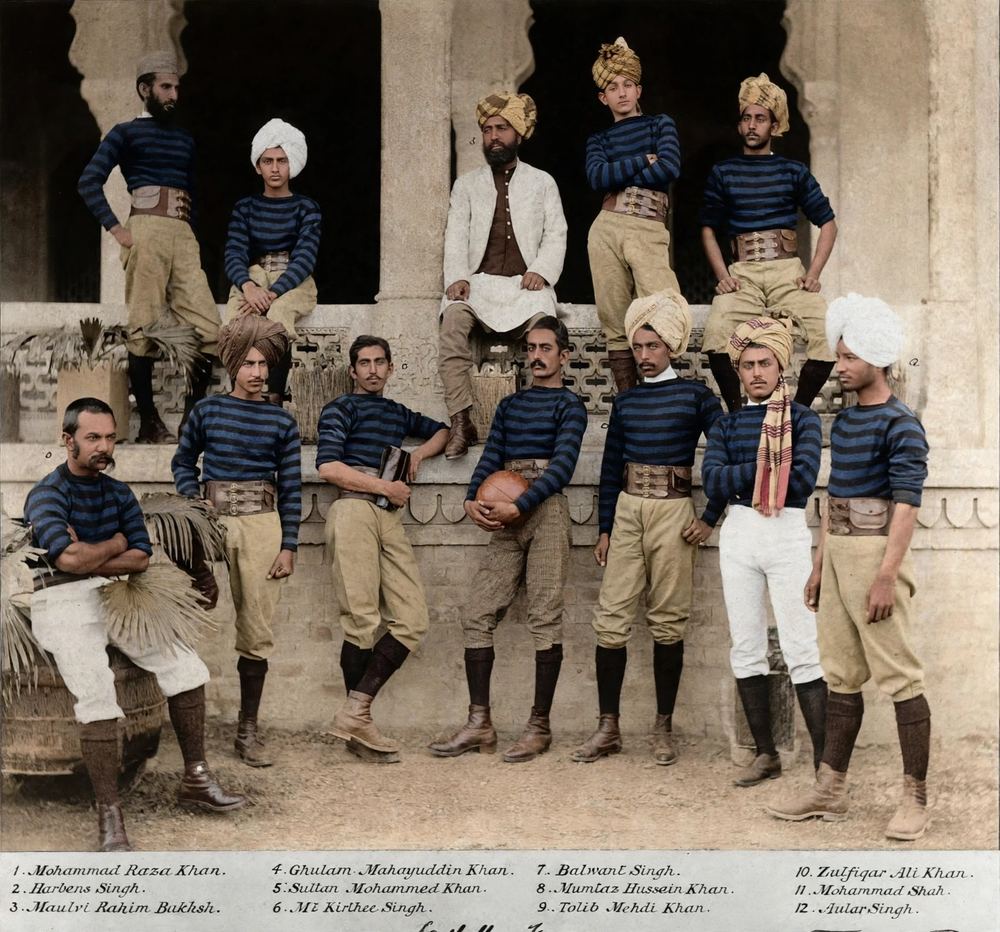 1. Mohammad Raza Khan.
2. Harbens Singh.
3. Maulvi Rahim Bakhsh.
4. Ghulam. Mahayuddin Khan.
5. Sultan Mohammed Khan.
6. Mt Kirthee Singh.
7. Balwant Singh.
8. Mumtaz Hussein Khan.
9. Tolib Mehdi Khan.
10. Zulfiqar Ali Khan.
11. Mohammad Shah.
12. Aular Singh.